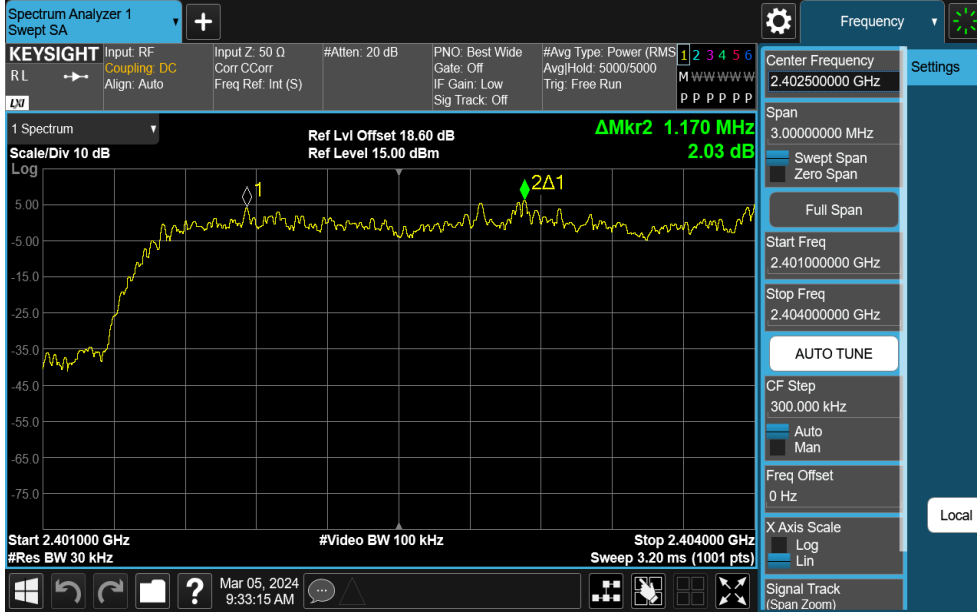 Spectrum Analyzer 1
Swept SA
+
Frequency
KEYSIGHT
R L
LXI
Input: RF
Coupling: DC
Align: Auto
Input Z: 50 Ω
Corr CCorr
Freq Ref: Int (S)
#Atten: 20 dB
PNO: Best Wide
Gate: Off
IF Gain: Low
Sig Track: Off
#Avg Type: Power (RMS
Avg|Hold: 5000/5000
Trig: Free Run
1 2 3 4 5 6
M W W W W W
P P P P P P
1 Spectrum
Scale/Div 10 dB
Log
Ref Lvl Offset 18.60 dB
Ref Level 15.00 dBm
ΔMkr2 1.170 MHz
2.03 dB
1
2Δ1
5.00
-5.00
-15.0
-25.0
-35.0
-45.0
-55.0
-65.0
-75.0
Start 2.401000 GHz
#Res BW 30 kHz
#Video BW 100 kHz
Stop 2.404000 GHz
Sweep 3.20 ms (1001 pts)
Center Frequency
2.402500000 GHz
Span
3.00000000 MHz
Swept Span
Zero Span
Full Span
Start Freq
2.401000000 GHz
Stop Freq
2.404000000 GHz
AUTO TUNE
CF Step
300.000 kHz
Auto
Man
Freq Offset
0 Hz
X Axis Scale
Log
Lin
Signal Track
(Span Zoom)
Settings
Local
?
Mar 05, 2024
9:33:15 AM